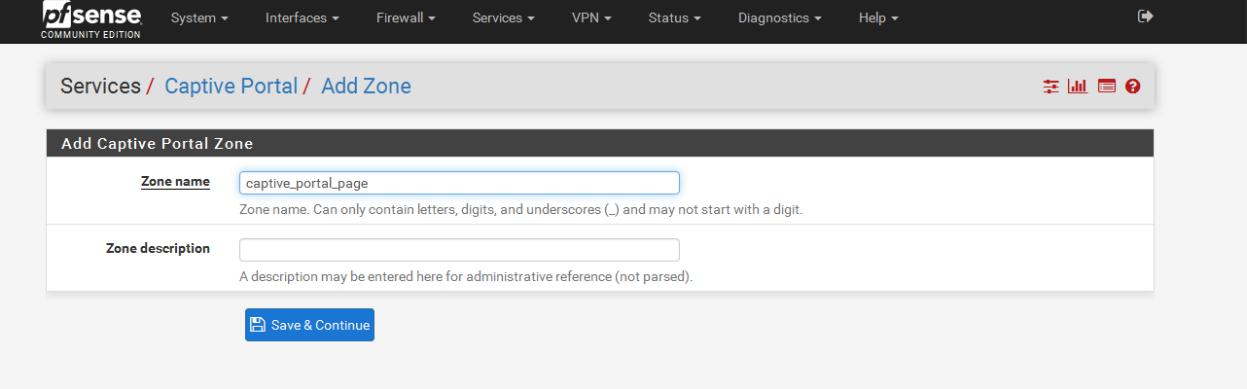 pfsense
COMMUNITY EDITION
System Interfaces Firewall Services VPN Status Diagnostics Help
Services / Captive Portal / Add Zone
Add Captive Portal Zone
Zone name captive_portal_page
Zone name. Can only contain letters, digits, and underscores (_) and may not start with a digit.
Zone description
A description may be entered here for administrative reference (not parsed).
Save & Continue